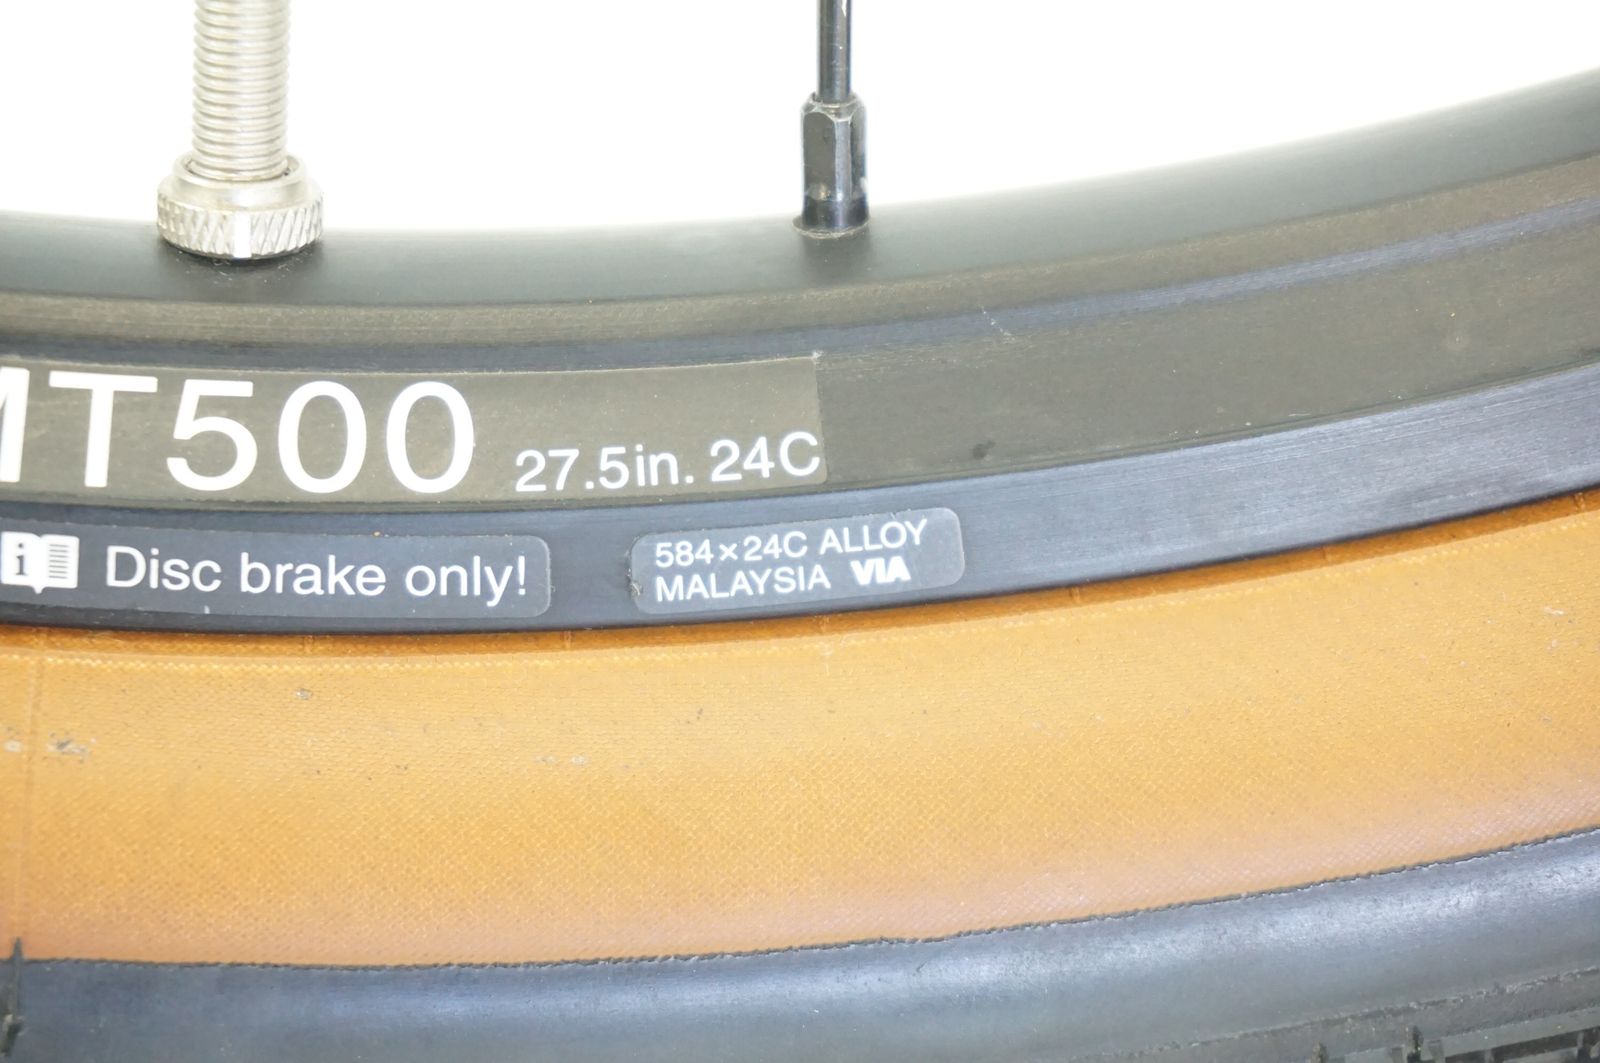 MT500 27.5in. 24C
i Disc brake only!
584×24C ALLOY
MALAYSIA VIA